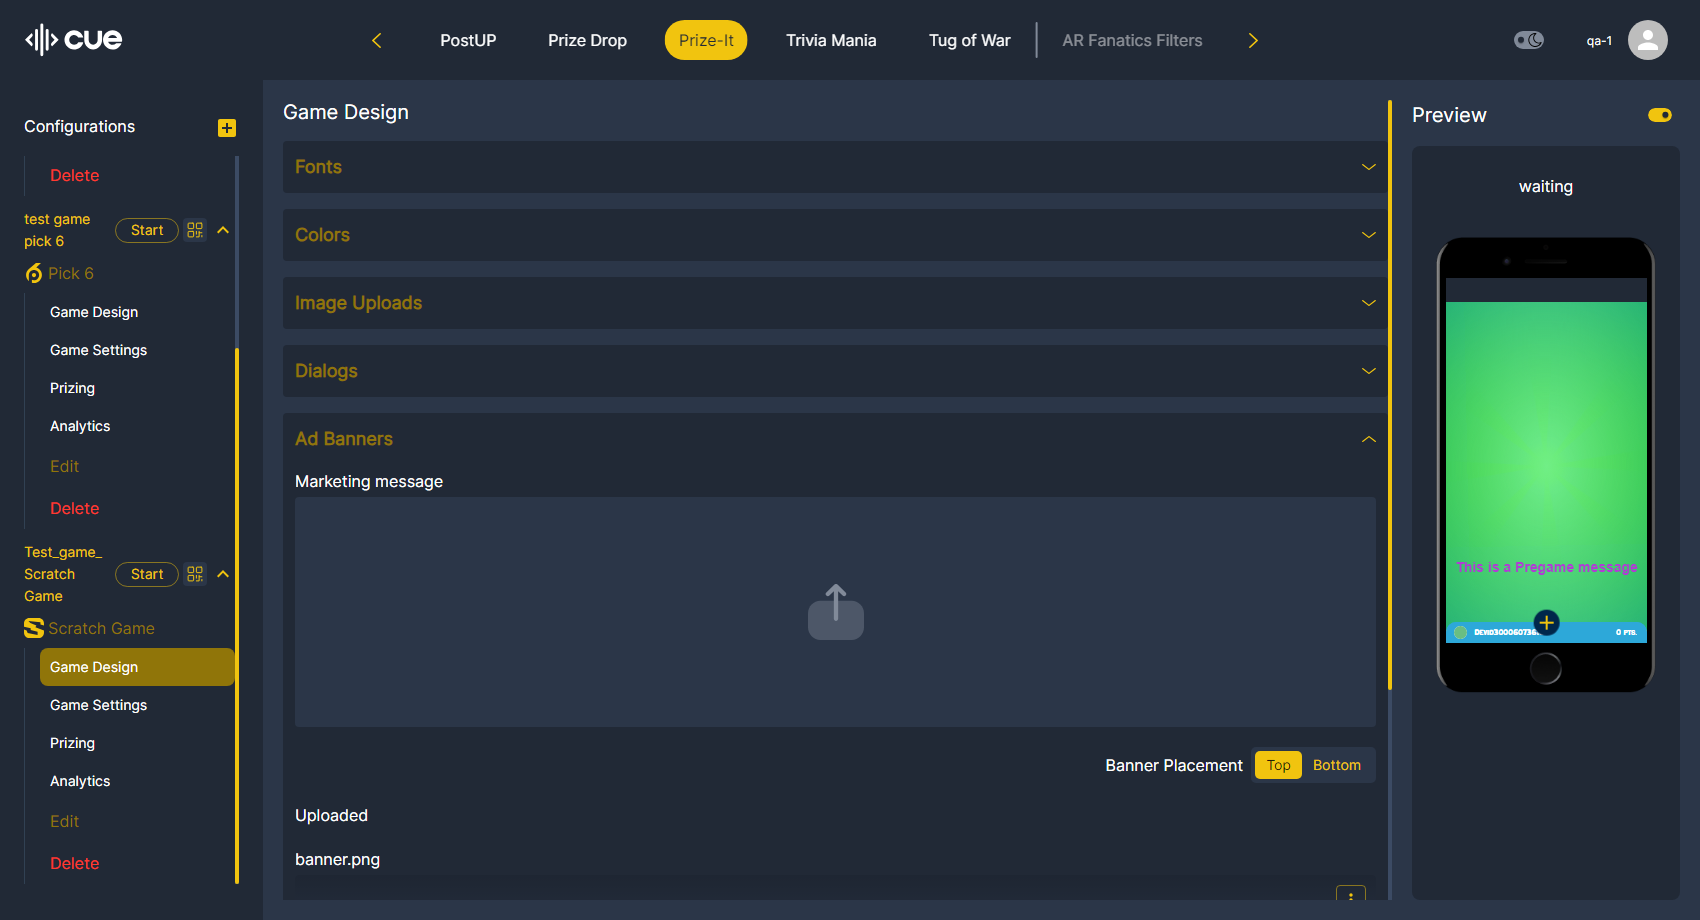 cue
PostUP
Prize Drop
Prize-It
Trivia Mania
Tug of War
AR Fanatics Filters
qa-1
Configurations
Delete
test game
pick 6
Start
Pick 6
Game Design
Game Settings
Prizing
Analytics
Edit
Delete
Test_game_
Scratch
Game
Start
Scratch Game
Game Design
Game Settings
Prizing
Analytics
Edit
Delete
Game Design
Fonts
Colors
Image Uploads
Dialogs
Ad Banners
Marketing message
Banner Placement
Top
Bottom
Uploaded
banner.png
Preview
waiting
This is a Pregame message
0 PTS.